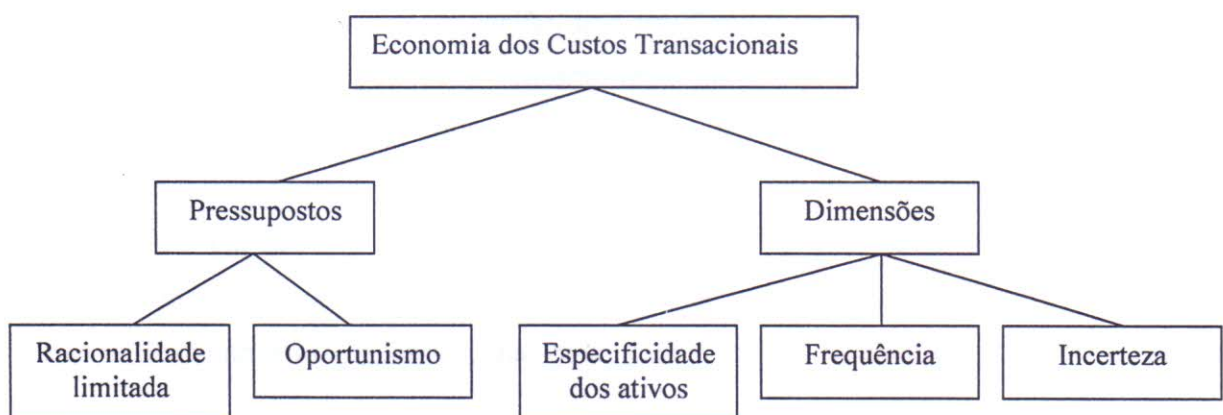 Economia dos Custos Transacionais
Pressupostos
Dimensões
Racionalidade
limitada
Oportunismo
Especificidade
dos ativos
Frequência
Incerteza